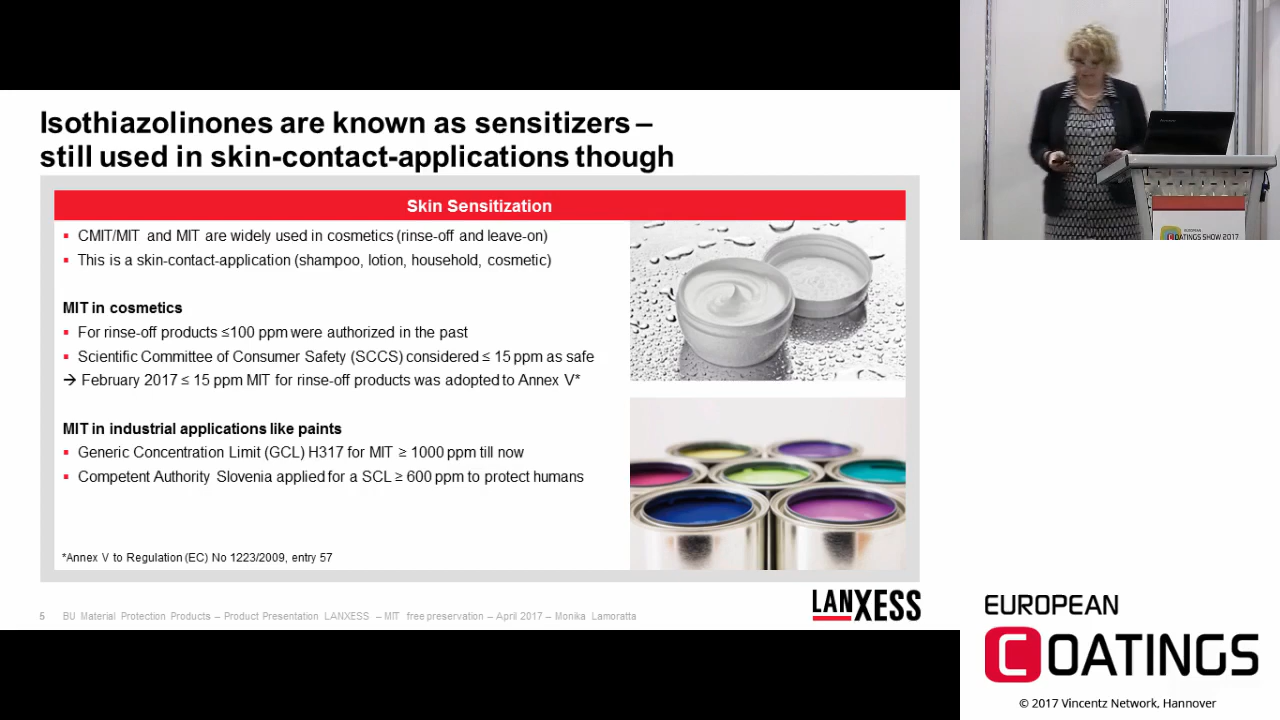 Isothiazolinones are known as sensitizers –
still used in skin-contact-applications though
Skin Sensitization
▪ CMIT/MIT and MIT are widely used in cosmetics (rinse-off and leave-on)
▪ This is a skin-contact-application (shampoo, lotion, household, cosmetic)
MIT in cosmetics
▪ For rinse-off products ≤100 ppm were authorized in the past
▪ Scientific Committee of Consumer Safety (SCCS) considered ≤ 15 ppm as safe
→ February 2017 ≤ 15 ppm MIT for rinse-off products was adopted to Annex V*
MIT in industrial applications like paints
▪ Generic Concentration Limit (GCL) H317 for MIT ≥ 1000 ppm till now
▪ Competent Authority Slovenia applied for a SCL ≥ 600 ppm to protect humans
*Annex V to Regulation (EC) No 1223/2009, entry 57
5 BU Material Protection Products – Product Presentation LANXESS – MIT free preservation – April 2017 – Monika Lamoratta
LANXESS
EUROPEAN
COATINGS SHOW 2017
EUROPEAN
COATINGS
© 2017 Vincentz Network, Hannover